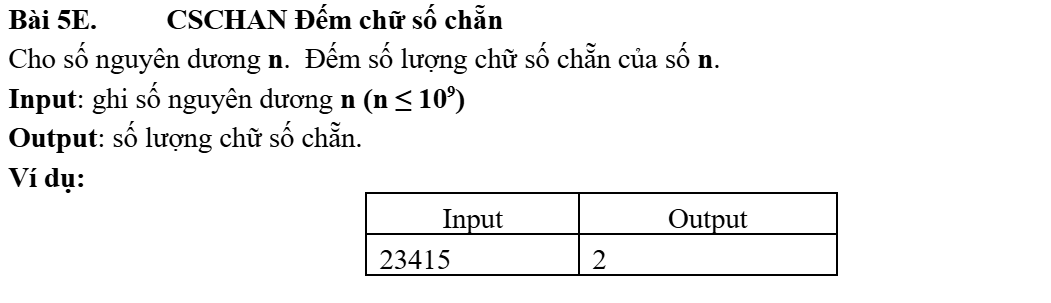 Bài 5E. CSCHAN Đếm chữ số chẵn
Cho số nguyên dương n. Đếm số lượng chữ số chẵn của số n.
Input: ghi số nguyên dương n (n ≤ 10⁹)
Output: số lượng chữ số chẵn.
Ví dụ:
Input Output
23415 2